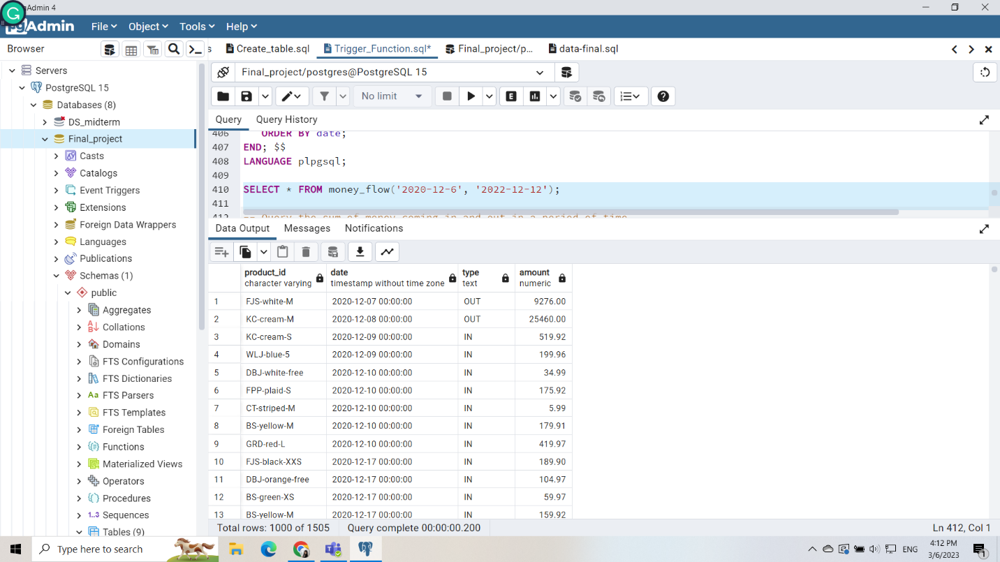 gAdmin 4
pgAdmin File Object Tools Help
Browser
s Create_table.sql Trigger_Function.sql* Final_project/p... data-final.sql
Servers
PostgreSQL 15
Databases (8)
DS_midterm
Final_project
Casts
Catalogs
Event Triggers
Extensions
Foreign Data Wrappers
Languages
Publications
Schemas (1)
public
Aggregates
Collations
Domains
FTS Configurations
FTS Dictionaries
Aa FTS Parsers
FTS Templates
Foreign Tables
Functions
Materialized Views
Operators
Procedures
1..3 Sequences
Tables (9)
Final_project/postgres@PostgreSQL 15
No limit E
Query Query History
406 ORDER BY date;
407 END; $$
408 LANGUAGE plpgsql;
409
410 SELECT * FROM money_flow('2020-12-6', '2022-12-12');
411
412 -- Query the sum of money coming in and out in a period of time
Data Output Messages Notifications
product_id date type amount
character varying timestamp without time zone text numeric
1 FJS-white-M 2020-12-07 00:00:00 OUT 9276.00
2 KC-cream-M 2020-12-08 00:00:00 OUT 25460.00
3 KC-cream-S 2020-12-09 00:00:00 IN 519.92
4 WLJ-blue-5 2020-12-09 00:00:00 IN 199.96
5 DBJ-white-free 2020-12-10 00:00:00 IN 34.99
6 FPP-plaid-S 2020-12-10 00:00:00 IN 175.92
7 CT-striped-M 2020-12-10 00:00:00 IN 5.99
8 BS-yellow-M 2020-12-10 00:00:00 IN 179.91
9 GRD-red-L 2020-12-10 00:00:00 IN 419.97
10 FJS-black-XXS 2020-12-17 00:00:00 IN 189.90
11 DBJ-orange-free 2020-12-17 00:00:00 IN 104.97
12 BS-green-XS 2020-12-17 00:00:00 IN 59.97
13 BS-yellow-M 2020-12-17 00:00:00 IN 159.92
Total rows: 1000 of 1505 Query complete 00:00:00.200 Ln 412, Col 1
Type here to search
ENG
4:12 PM
3/6/2023
1